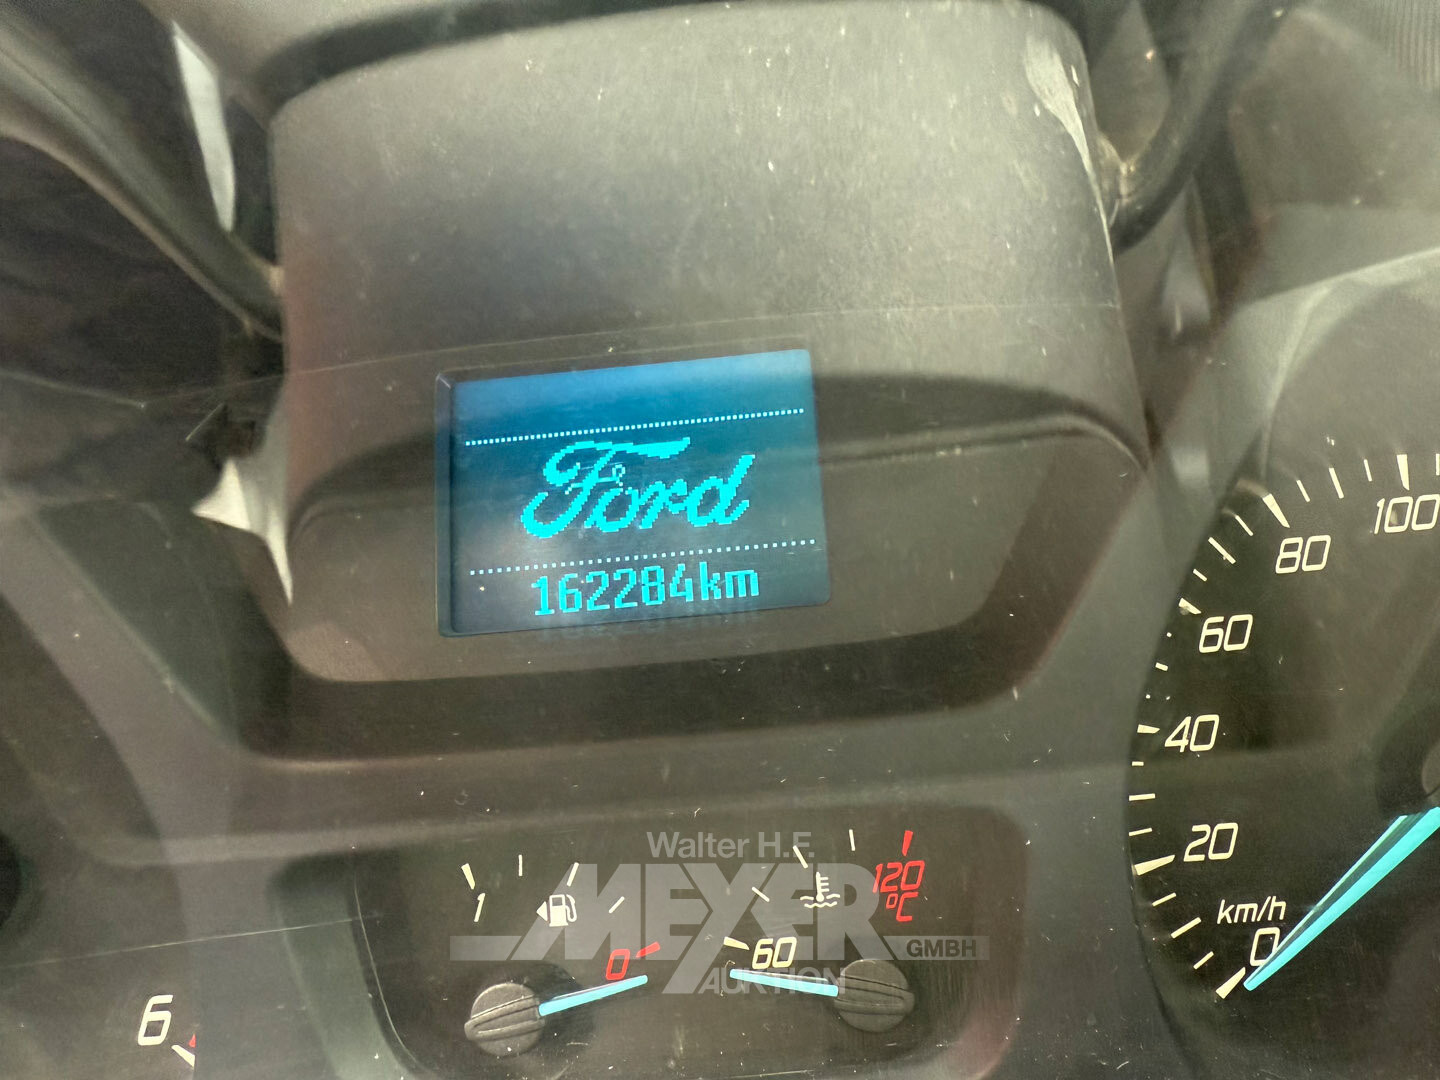 Ford
162284km
100
80
60
40
20
km/h
0
1
0
60
120
°C
6
Walter H.F.
MEYER
GMBH
AUKTION